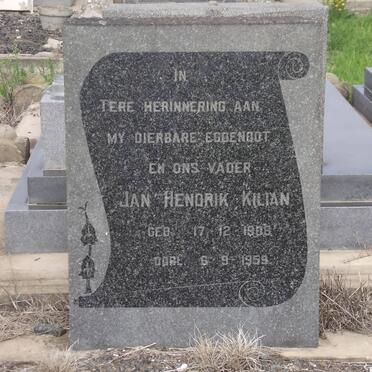 IN
TERE HERINNERING AAN
MY DIERBARE EGGENOOT
EN ONS VADER
JAN HENDRIK KILIAN
GEB. 17. 12.
OORL. 6. 9. 1959.